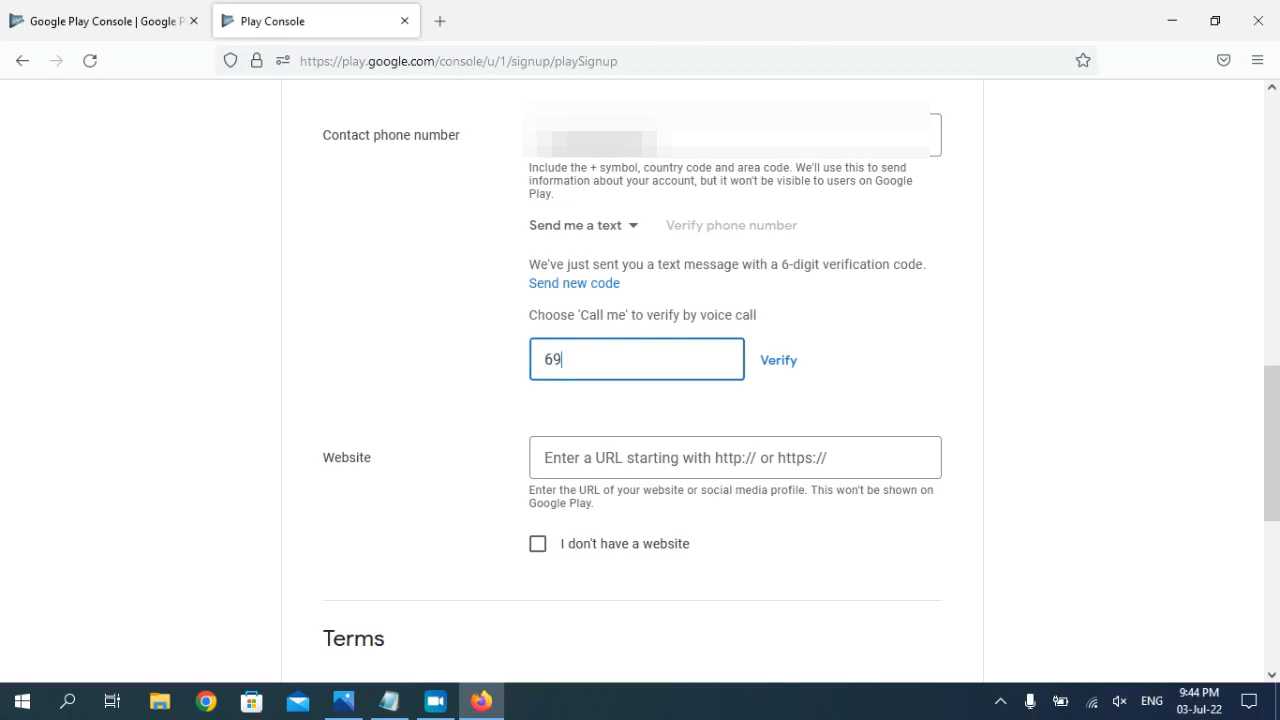 Google Play Console | Google P
Play Console
https://play.google.com/console/u/1/signup/playSignup
Contact phone number
Include the + symbol, country code and area code. We'll use this to send
information about your account, but it won't be visible to users on Google
Play.
Send me a text
Verify phone number
We've just sent you a text message with a 6-digit verification code.
Send new code
Choose 'Call me' to verify by voice call
69
Verify
Website
Enter a URL starting with http:// or https://
Enter the URL of your website or social media profile. This won't be shown on
Google Play.
I don't have a website
Terms
ENG
9:44 PM
03-Jul-22